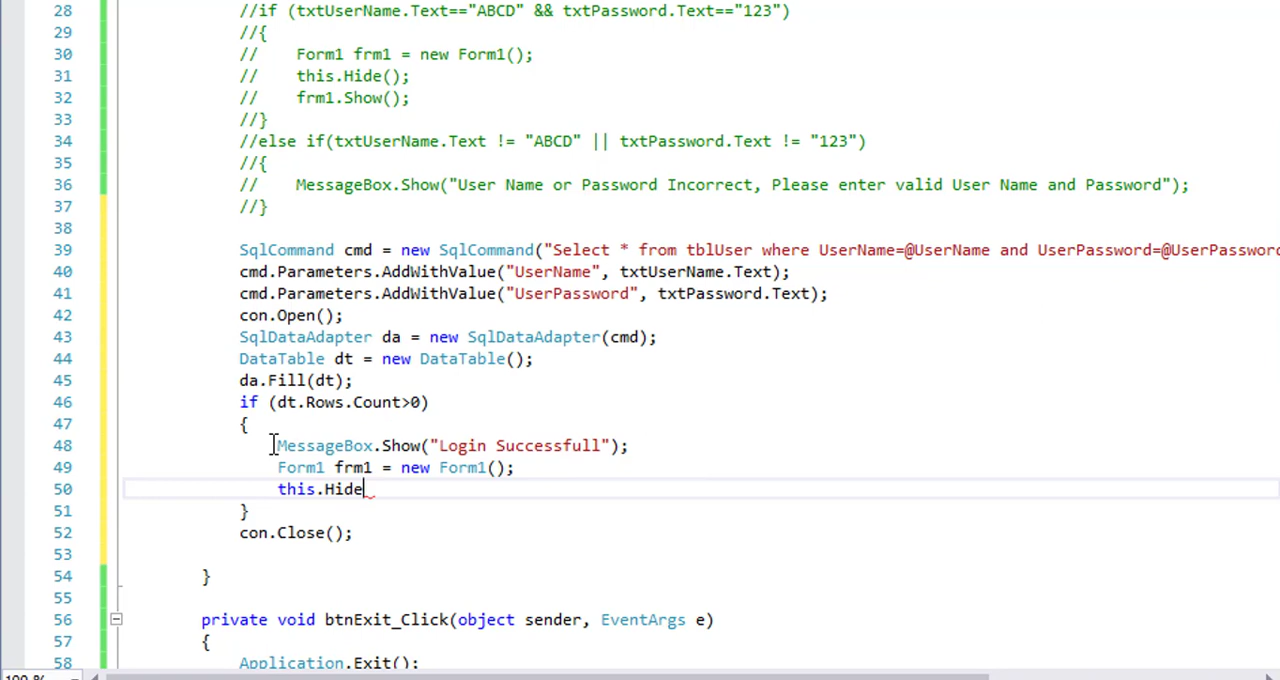 28 //if (txtUserName.Text=="ABCD" && txtPassword.Text=="123")
29 //{
30 //    Form1 frm1 = new Form1();
31 //    this.Hide();
32 //    frm1.Show();
33 //}
34 //else if(txtUserName.Text != "ABCD" || txtPassword.Text != "123")
35 //{
36 //    MessageBox.Show("User Name or Password Incorrect, Please enter valid User Name and Password");
37 //}
38
39 SqlCommand cmd = new SqlCommand("Select * from tblUser where UserName=@UserName and UserPassword=@UserPassword
40 cmd.Parameters.AddWithValue("UserName", txtUserName.Text);
41 cmd.Parameters.AddWithValue("UserPassword", txtPassword.Text);
42 con.Open();
43 SqlDataAdapter da = new SqlDataAdapter(cmd);
44 DataTable dt = new DataTable();
45 da.Fill(dt);
46 if (dt.Rows.Count>0)
47 {
48 MessageBox.Show("Login Successfull");
49 Form1 frm1 = new Form1();
50 this.Hide
51 }
52 con.Close();
53
54 }
55
56 private void btnExit_Click(object sender, EventArgs e)
57 {
58 Application.Exit();
100 %